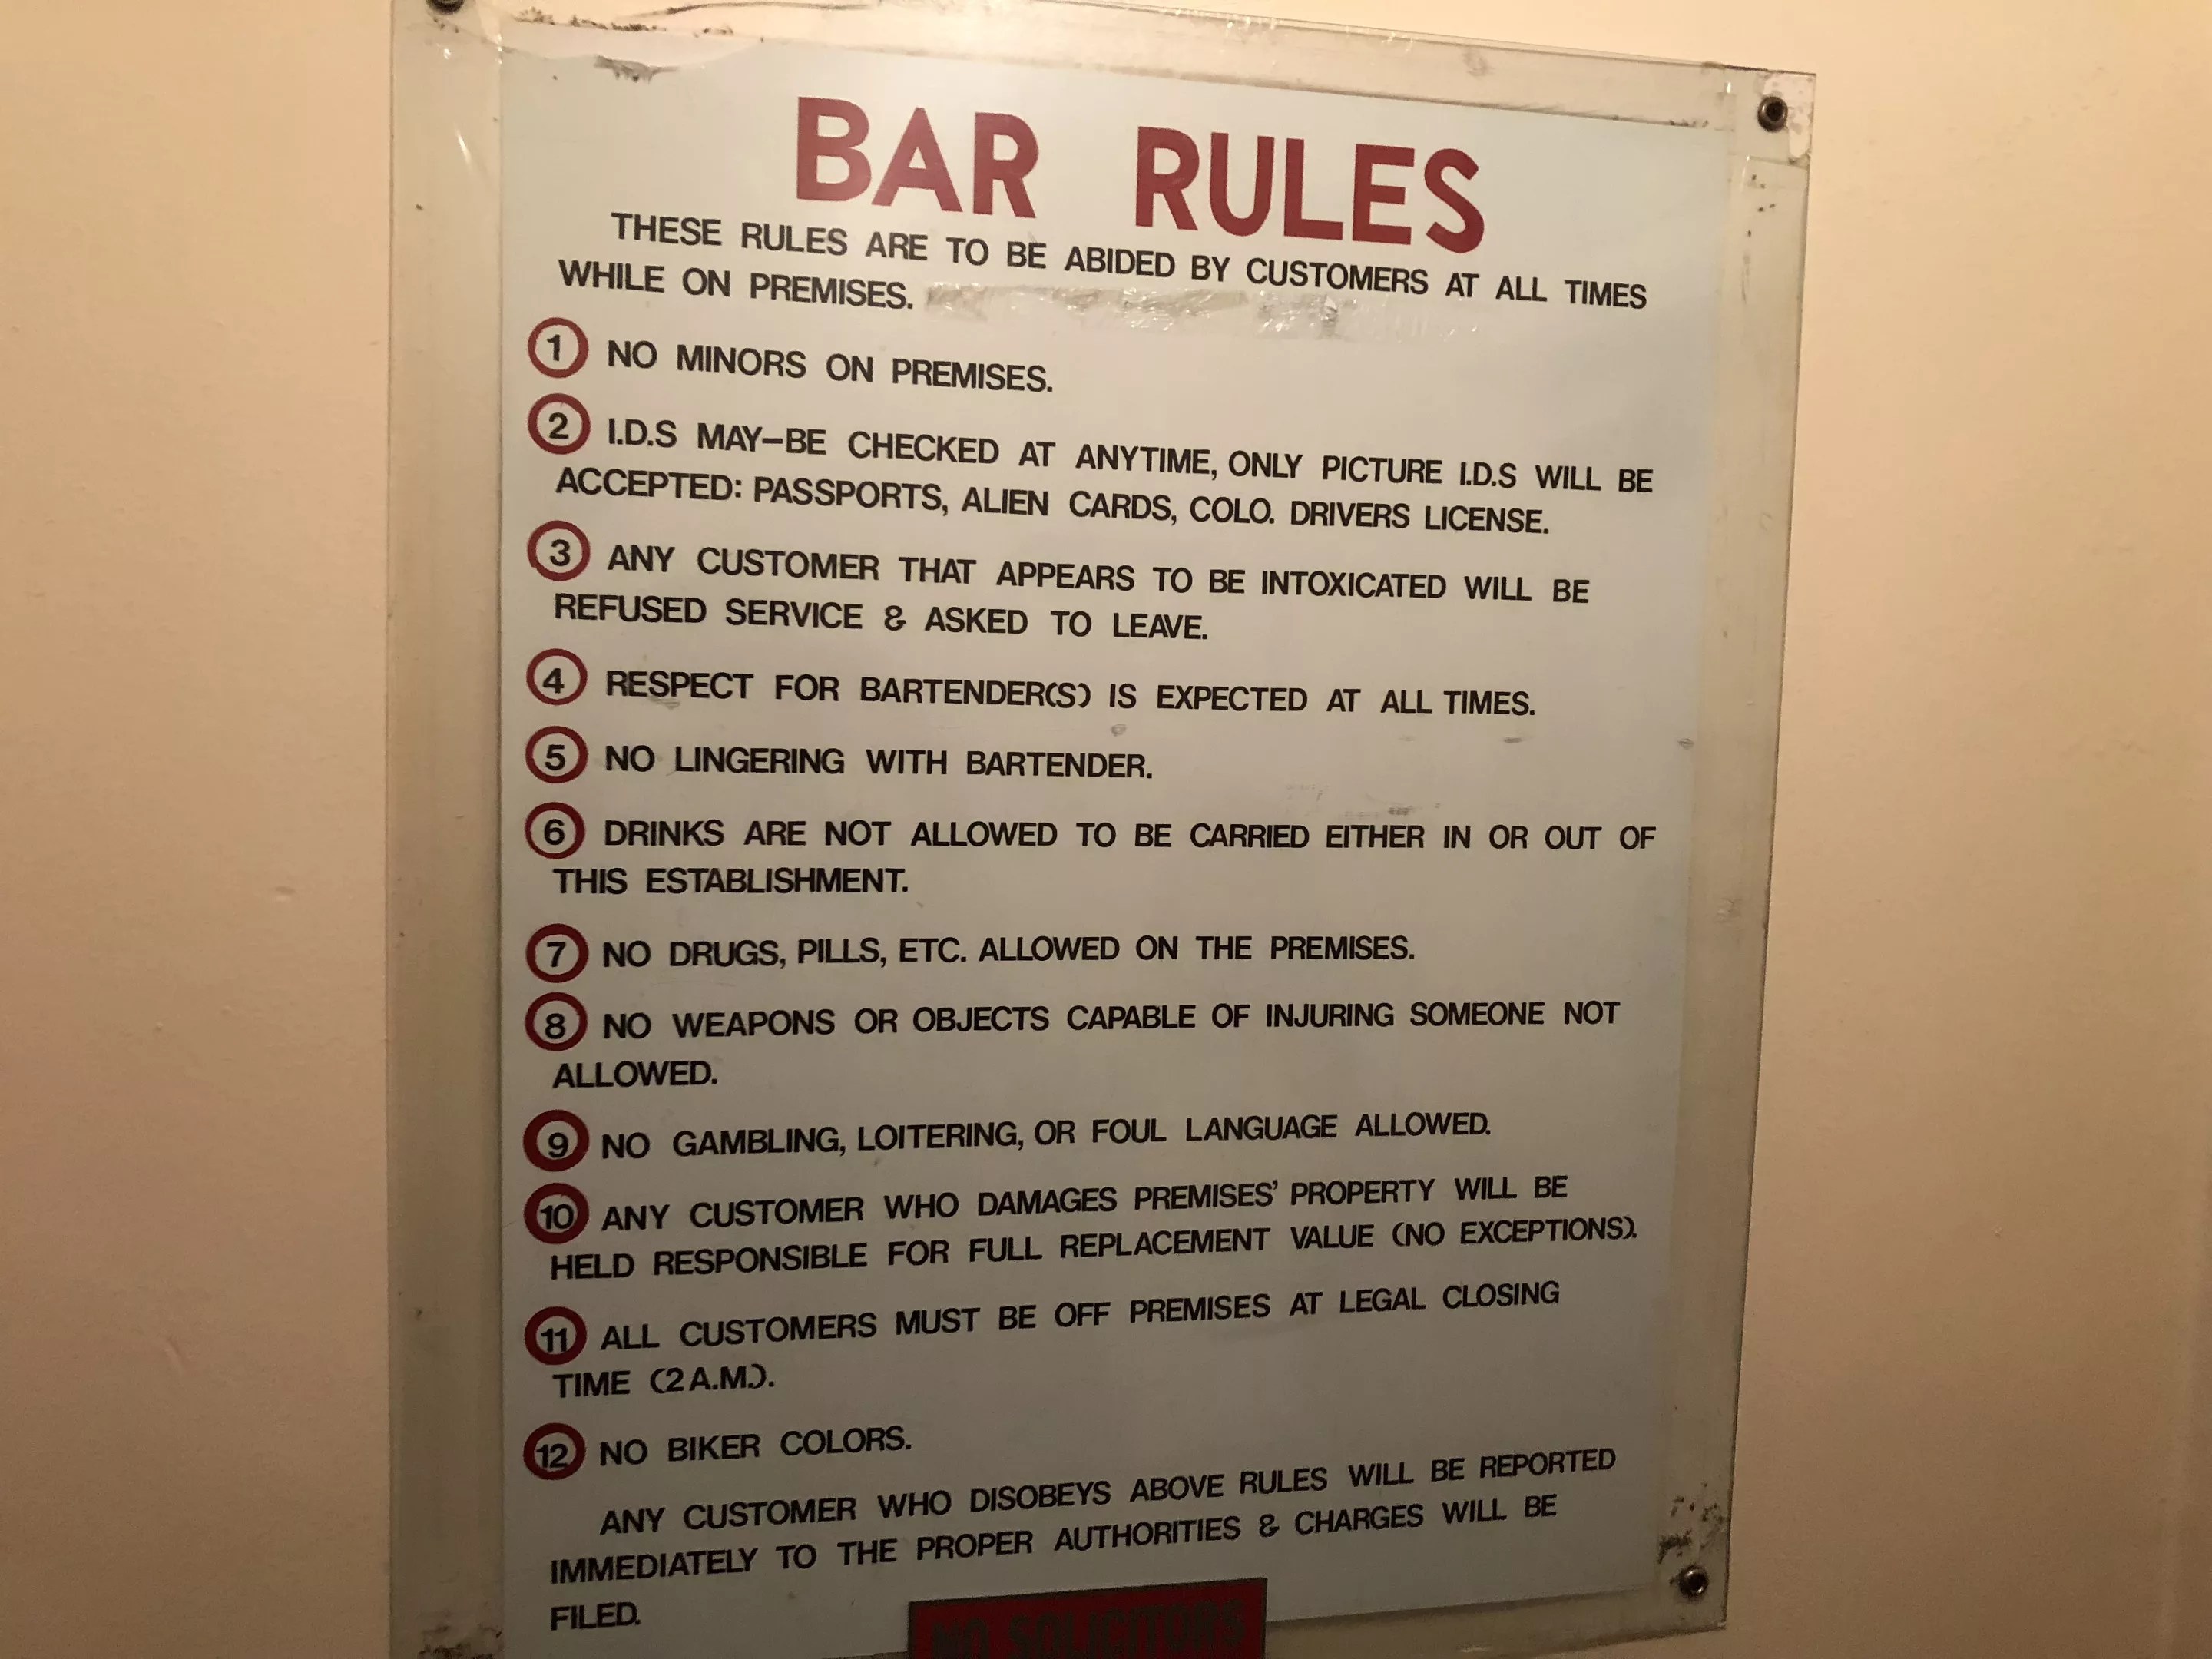 BAR RULES
THESE RULES ARE TO BE ABIDED BY CUSTOMERS AT ALL TIMES
WHILE ON PREMISES.
1 NO MINORS ON PREMISES.
2 I.D.S MAY-BE CHECKED AT ANYTIME, ONLY PICTURE I.D.S WILL BE
ACCEPTED: PASSPORTS, ALIEN CARDS, COLO. DRIVERS LICENSE.
3 ANY CUSTOMER THAT APPEARS TO BE INTOXICATED WILL BE
REFUSED SERVICE & ASKED TO LEAVE.
4 RESPECT FOR BARTENDER(S) IS EXPECTED AT ALL TIMES.
5 NO LINGERING WITH BARTENDER.
6 DRINKS ARE NOT ALLOWED TO BE CARRIED EITHER IN OR OUT OF
THIS ESTABLISHMENT.
7 NO DRUGS, PILLS, ETC. ALLOWED ON THE PREMISES.
8 NO WEAPONS OR OBJECTS CAPABLE OF INJURING SOMEONE NOT
ALLOWED.
9 NO GAMBLING, LOITERING, OR FOUL LANGUAGE ALLOWED.
10 ANY CUSTOMER WHO DAMAGES PREMISES' PROPERTY WILL BE
HELD RESPONSIBLE FOR FULL REPLACEMENT VALUE (NO EXCEPTIONS).
11 ALL CUSTOMERS MUST BE OFF PREMISES AT LEGAL CLOSING
TIME (2 A.M.).
12 NO BIKER COLORS.
ANY CUSTOMER WHO DISOBEYS ABOVE RULES WILL BE REPORTED
IMMEDIATELY TO THE PROPER AUTHORITIES & CHARGES WILL BE
FILED.
NO SOLICITORS